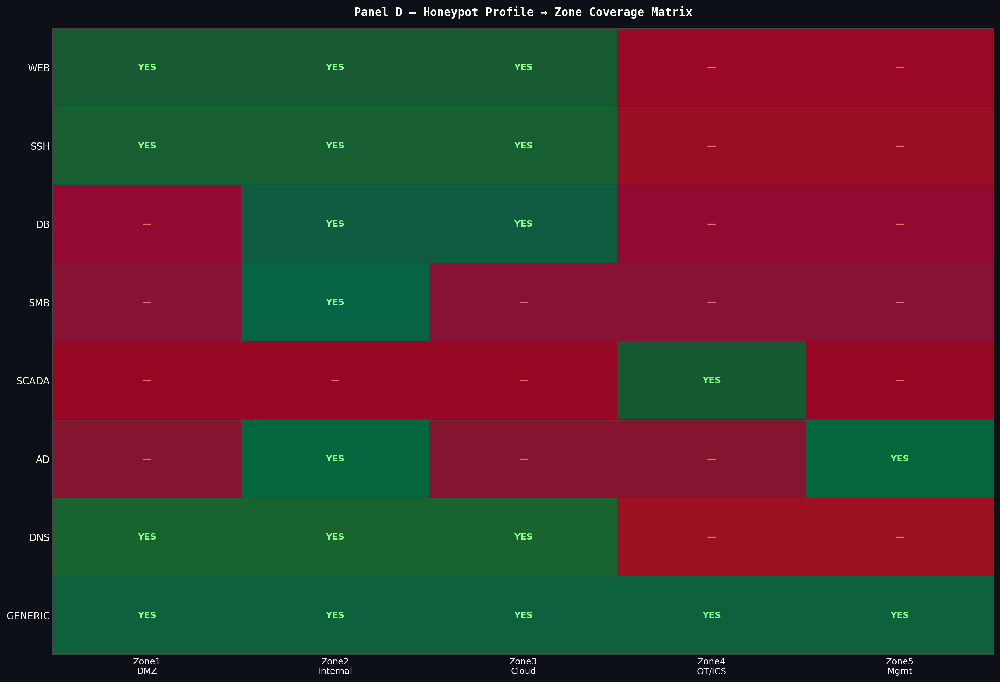 Panel D — Honeypot Profile → Zone Coverage Matrix
WEB YES YES YES — —
SSH YES YES YES — —
DB — YES YES — —
SMB — YES — — —
SCADA — — — YES —
AD — YES — — YES
DNS YES YES YES — —
GENERIC YES YES YES YES YES
Zone1 Zone2 Zone3 Zone4 Zone5
DMZ Internal Cloud OT/ICS Mgmt